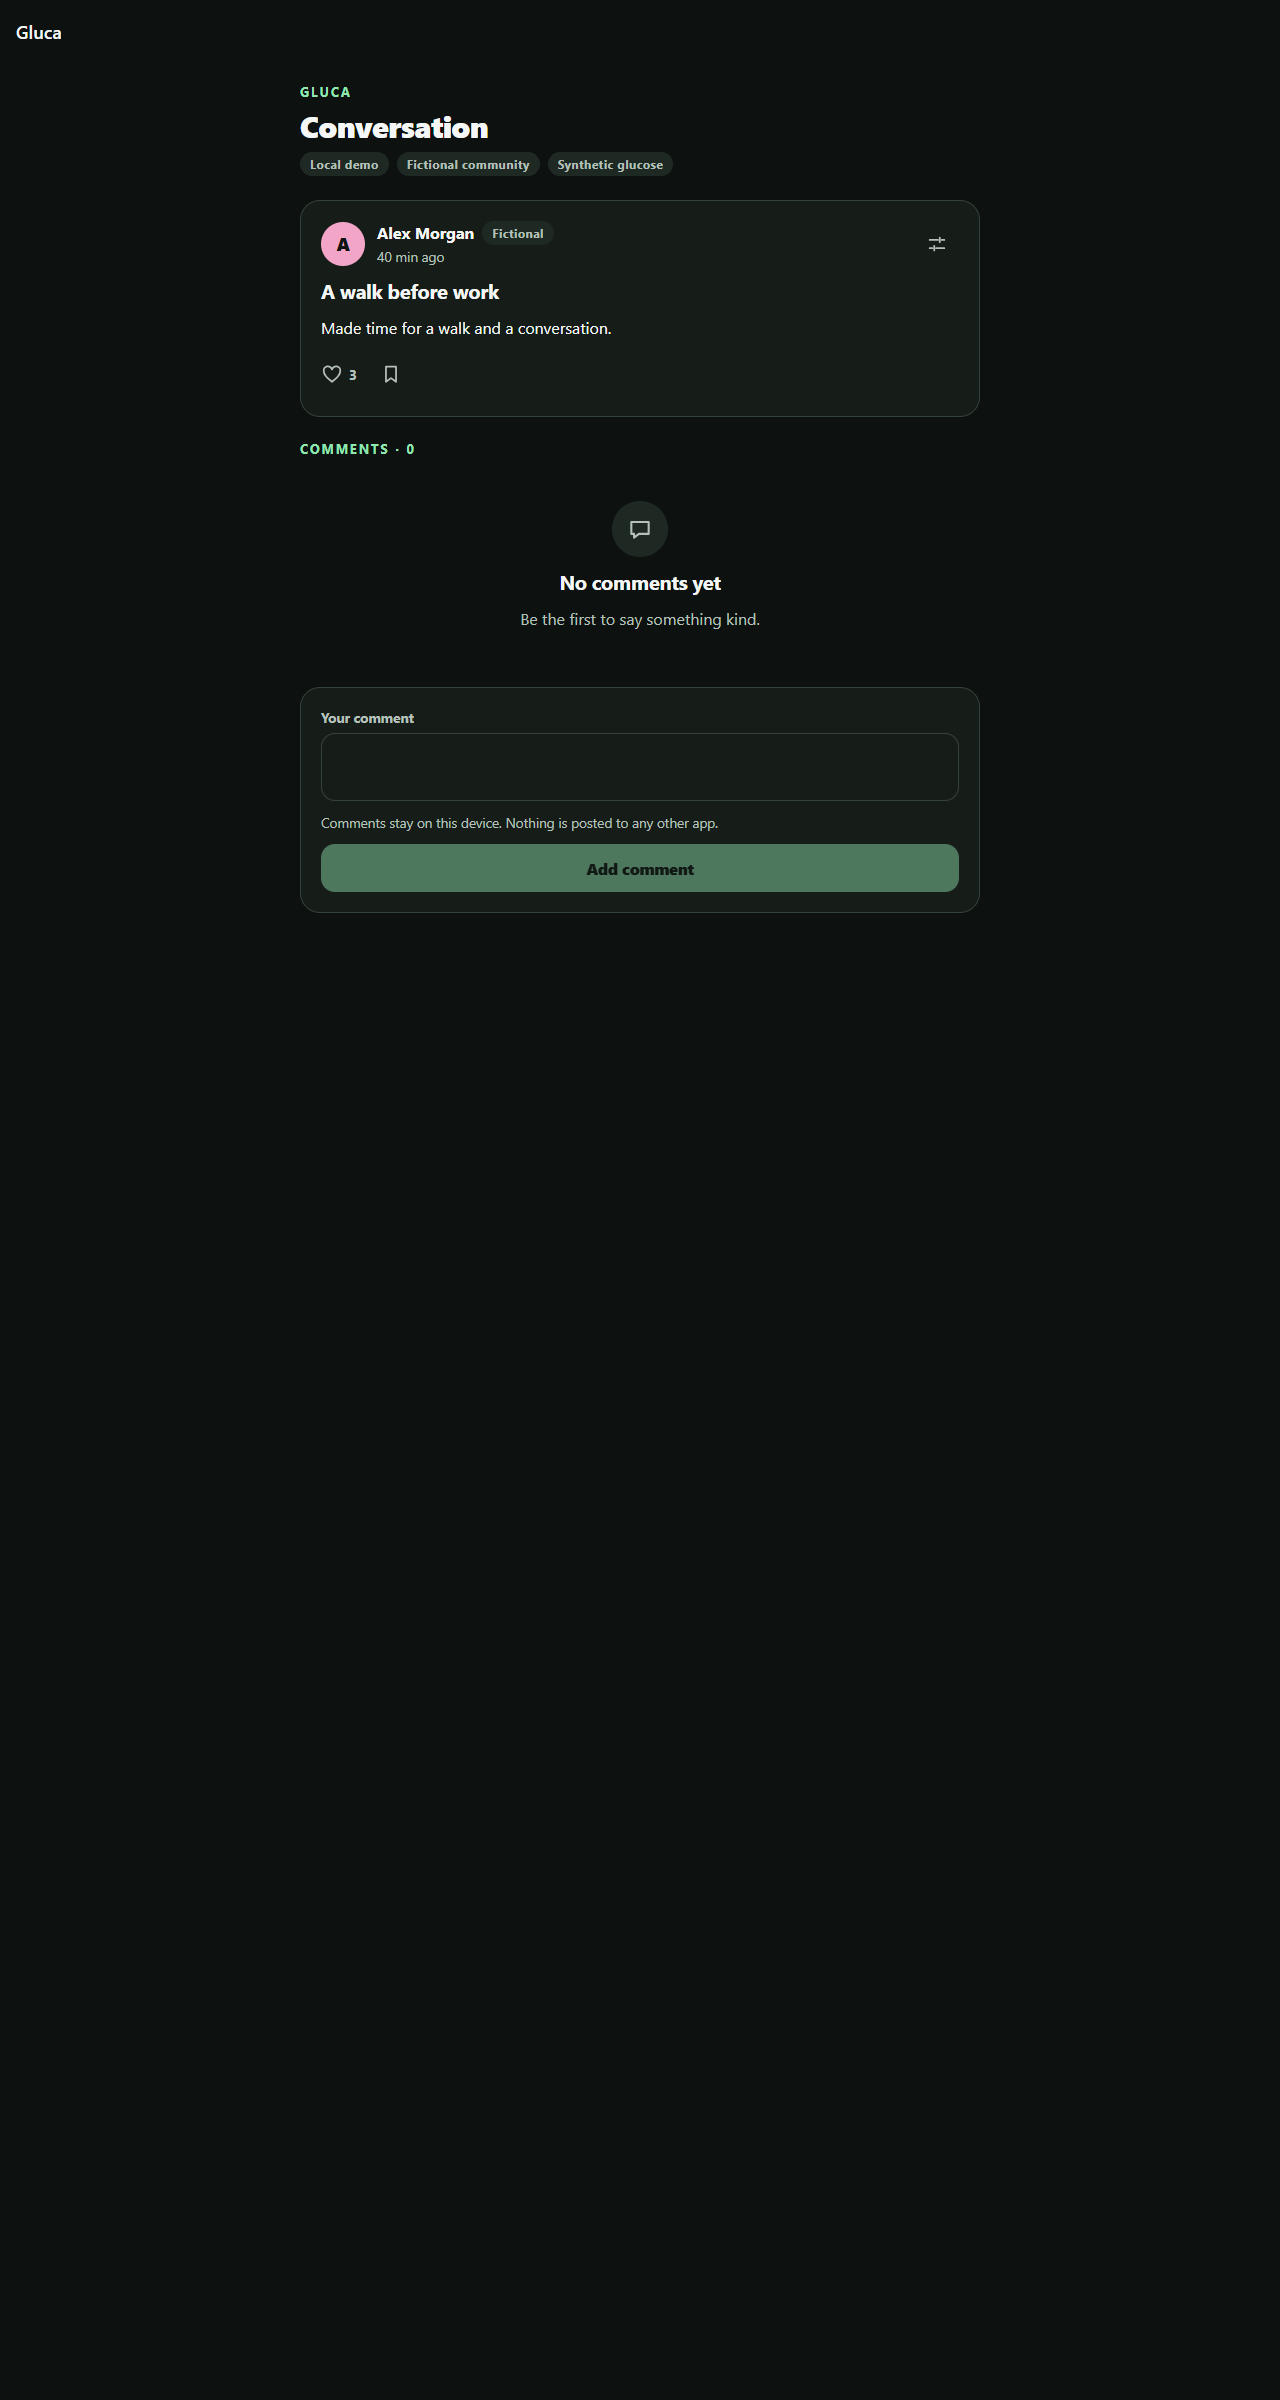 Gluca
GLUCA
Conversation
Local demo Fictional community Synthetic glucose
A Alex Morgan Fictional
40 min ago
A walk before work
Made time for a walk and a conversation.
3
COMMENTS · 0
No comments yet
Be the first to say something kind.
Your comment
Comments stay on this device. Nothing is posted to any other app.
Add comment